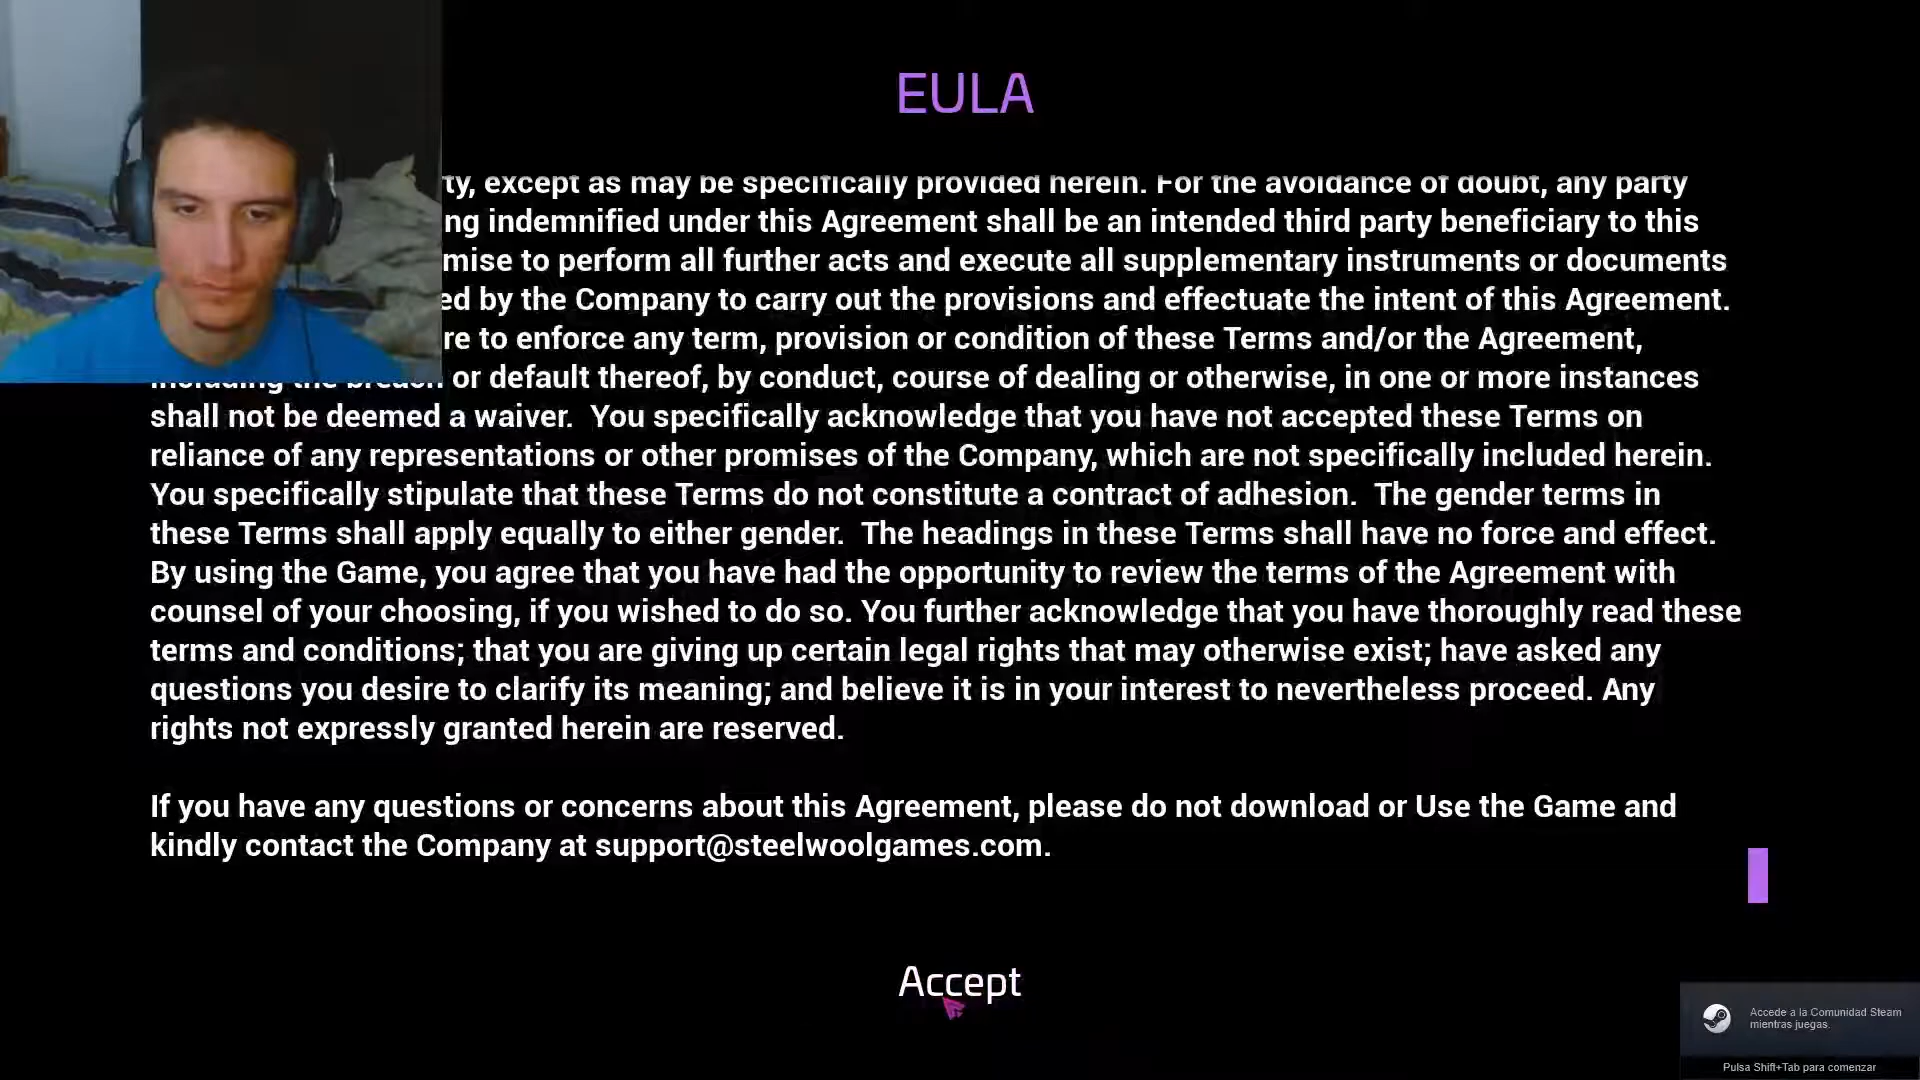 EULA
ty, except as may be specifically provided herein. For the avoidance of doubt, any party
ng indemnified under this Agreement shall be an intended third party beneficiary to this
mise to perform all further acts and execute all supplementary instruments or documents
ed by the Company to carry out the provisions and effectuate the intent of this Agreement.
re to enforce any term, provision or condition of these Terms and/or the Agreement,
including the breach or default thereof, by conduct, course of dealing or otherwise, in one or more instances
shall not be deemed a waiver.  You specifically acknowledge that you have not accepted these Terms on
reliance of any representations or other promises of the Company, which are not specifically included herein.
You specifically stipulate that these Terms do not constitute a contract of adhesion.  The gender terms in
these Terms shall apply equally to either gender.  The headings in these Terms shall have no force and effect.
By using the Game, you agree that you have had the opportunity to review the terms of the Agreement with
counsel of your choosing, if you wished to do so. You further acknowledge that you have thoroughly read these
terms and conditions; that you are giving up certain legal rights that may otherwise exist; have asked any
questions you desire to clarify its meaning; and believe it is in your interest to nevertheless proceed. Any
rights not expressly granted herein are reserved.
If you have any questions or concerns about this Agreement, please do not download or Use the Game and
kindly contact the Company at support@steelwoolgames.com.
Accept
Accede a la Comunidad Steam
mientras juegas.
Pulsa Shift+Tab para comenzar